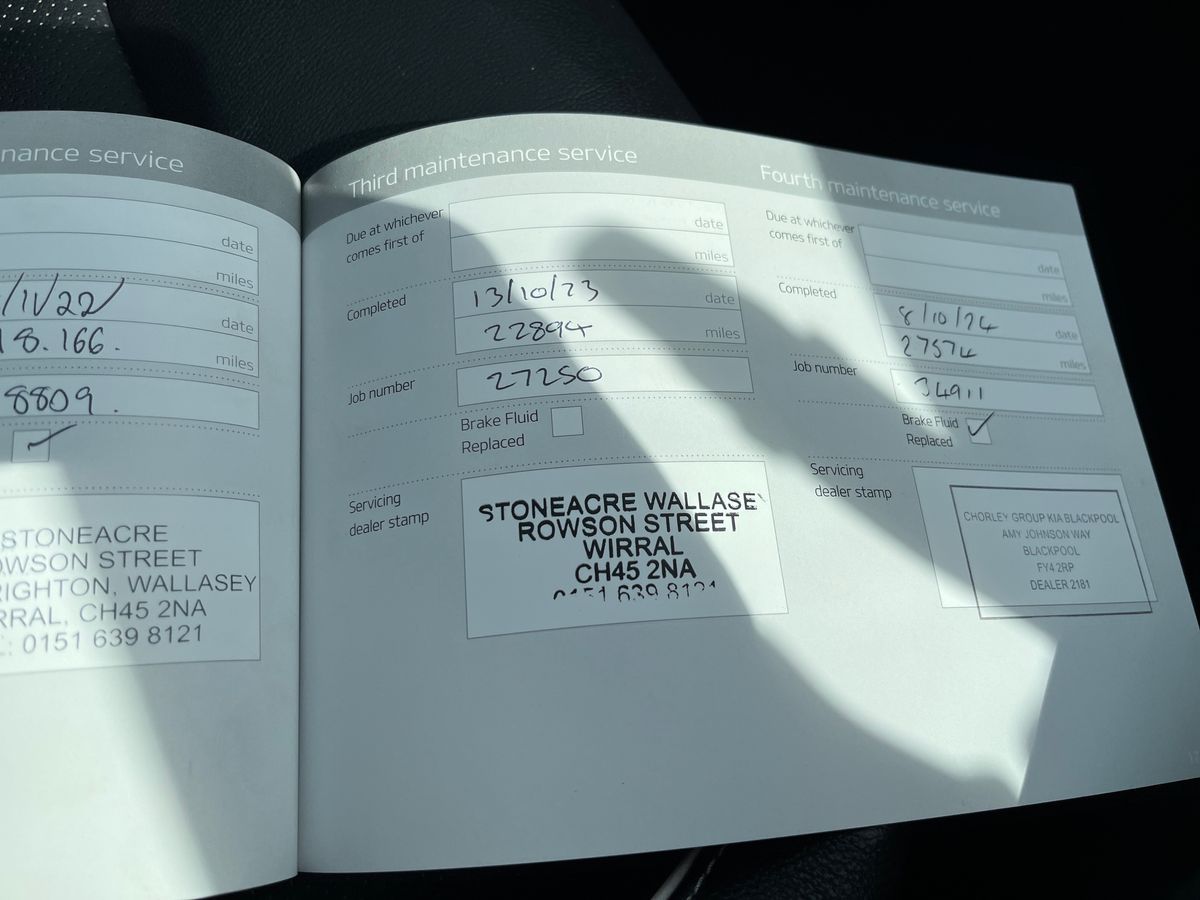 nance service
date
miles
/11/22
date
18.166.
miles
8809.
STONEACRE
OWSON STREET
RIGHTON, WALLASEY
RRAL, CH45 2NA
: 0151 639 8121
Third maintenance service
Due at whichever
comes first of
date
miles
Completed
13/10/23
date
22894
miles
Job number
27250
Brake Fluid
Replaced
Servicing
dealer stamp
STONEACRE WALLASEY
ROWSON STREET
WIRRAL
CH45 2NA
0151 639 8121
Fourth maintenance service
Due at whichever
comes first of
date
miles
Completed
8/10/24
date
27574
miles
Job number
34911
Brake Fluid
Replaced
Servicing
dealer stamp
CHORLEY GROUP KIA BLACKPOOL
AMY JOHNSON WAY
BLACKPOOL
FY4 2RP
DEALER 2181